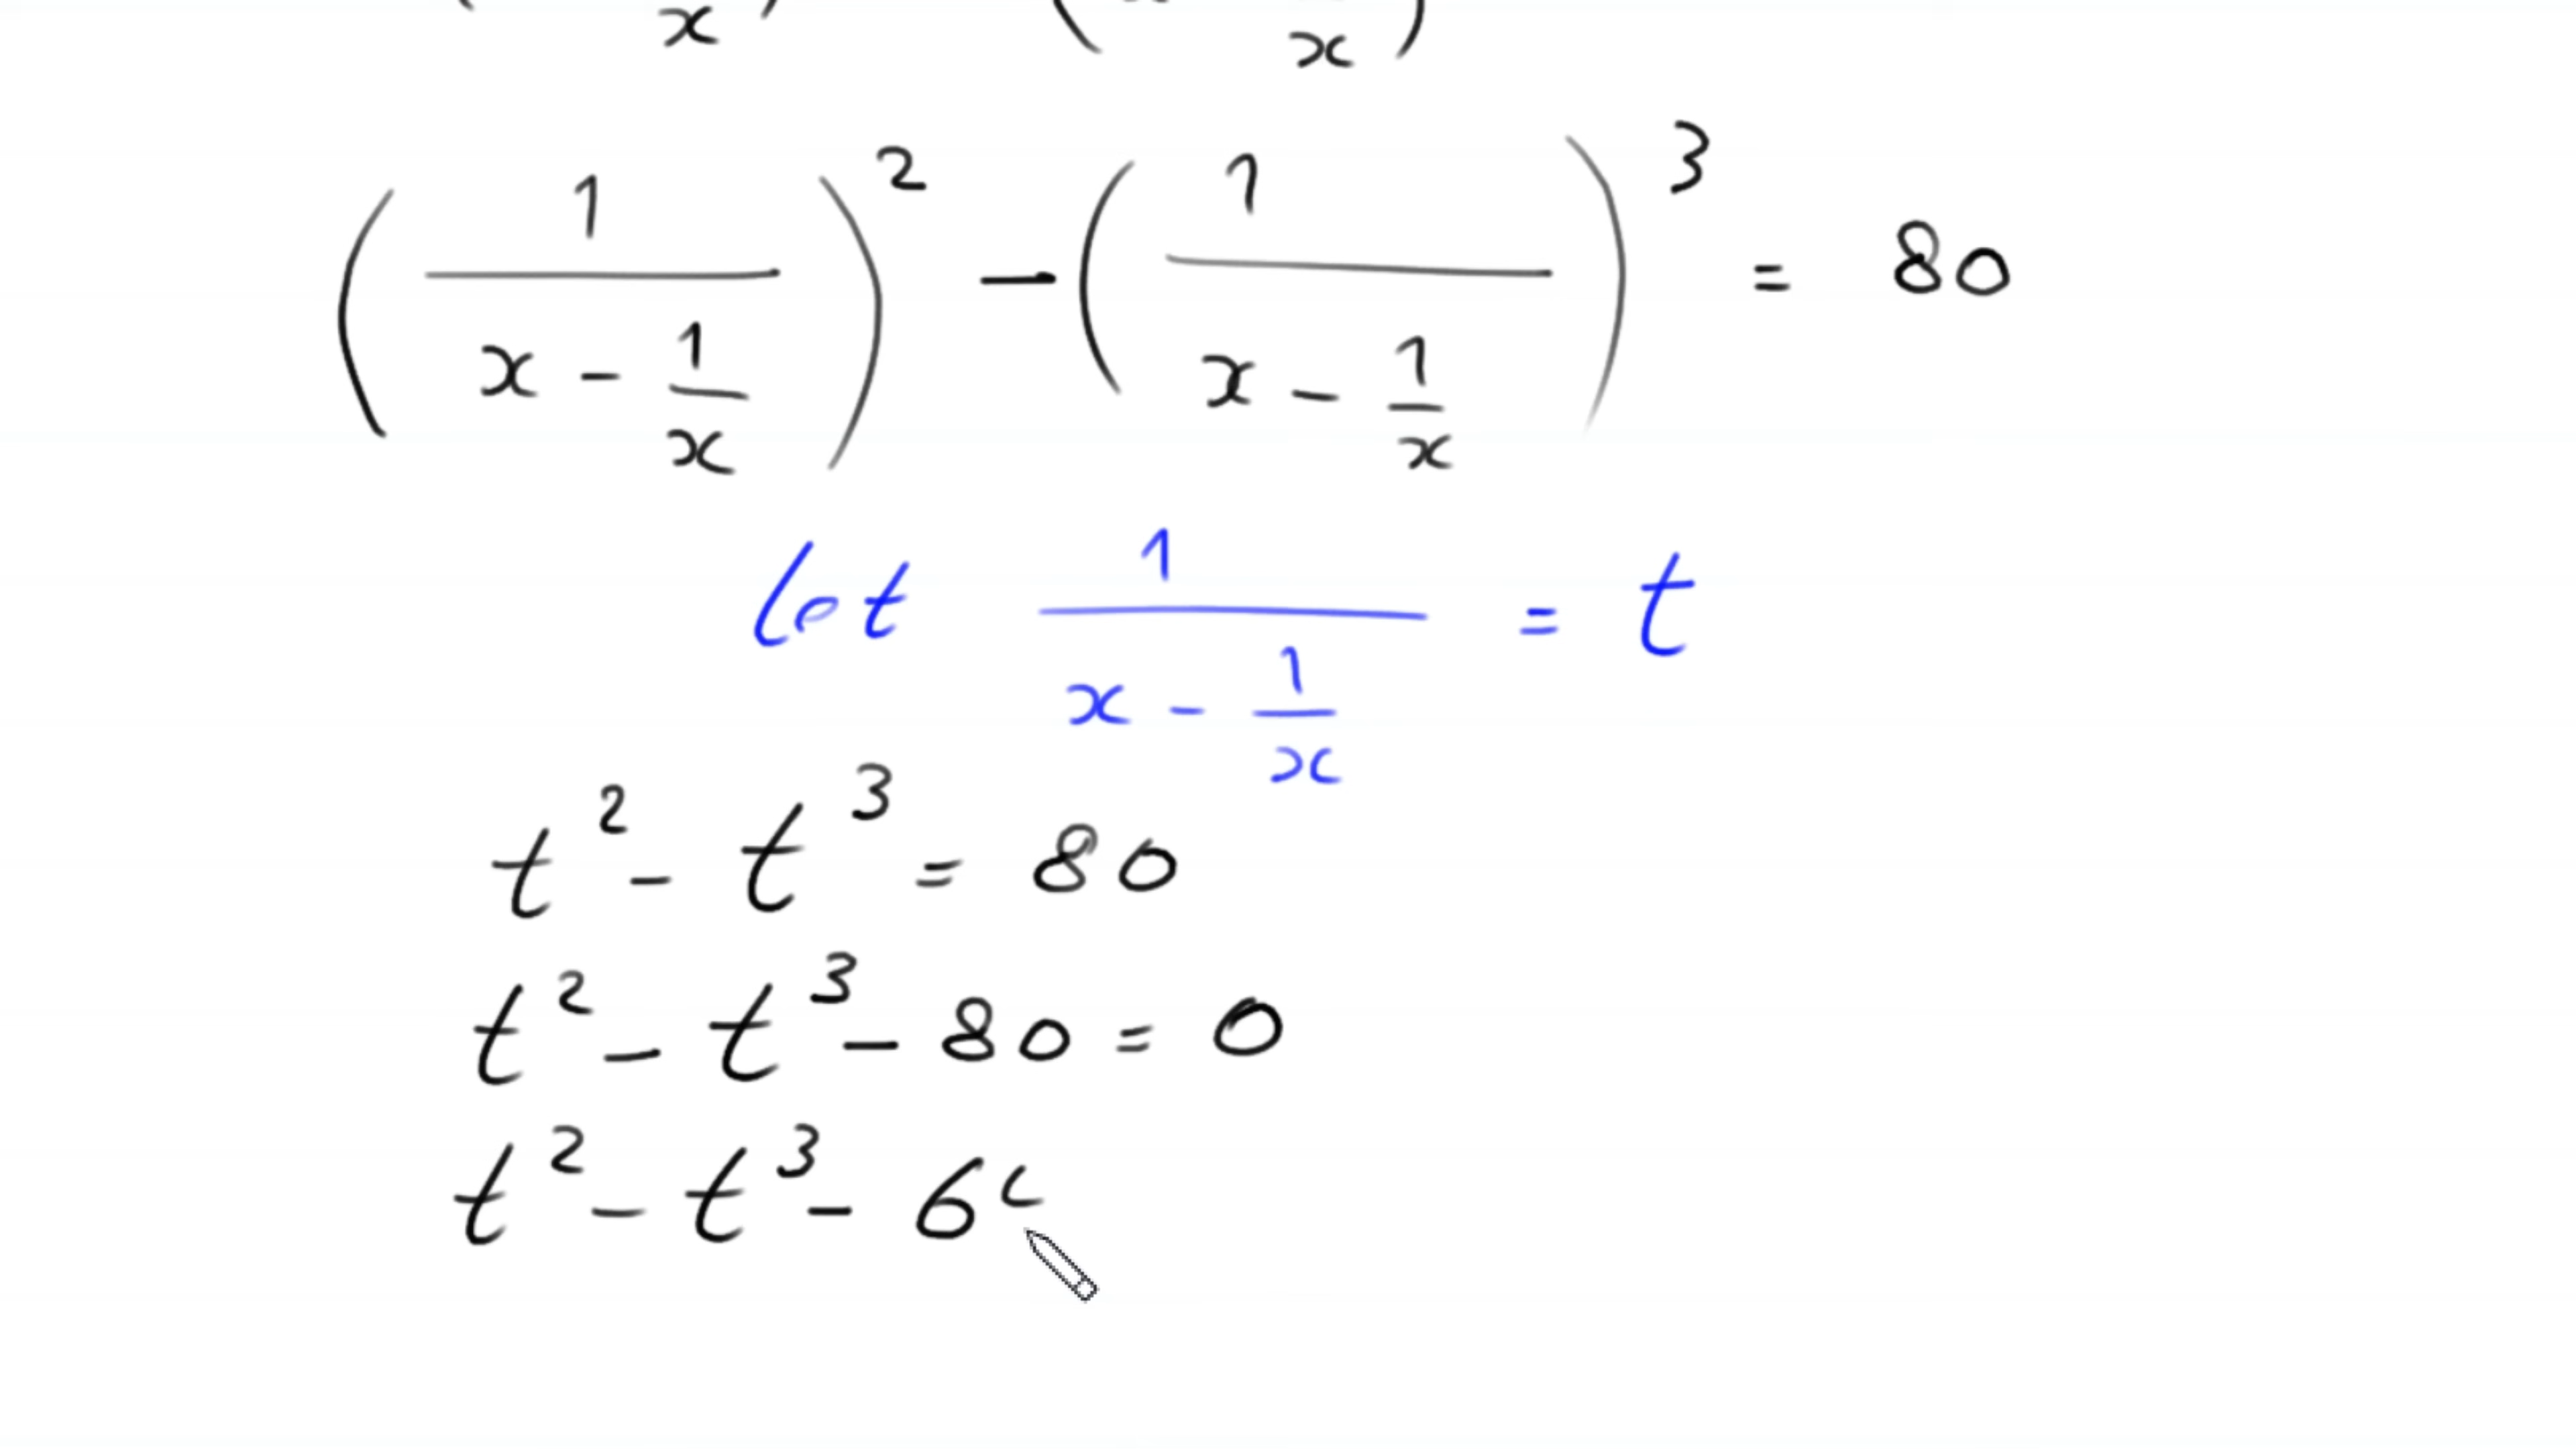 x ) ( x )
( 1 / ( x - 1/x ) )² - ( 1 / ( x - 1/x ) )³ = 80
let 1 / ( x - 1/x ) = t
t² - t³ = 80
t² - t³ - 80 = 0
t² - t³ - 6